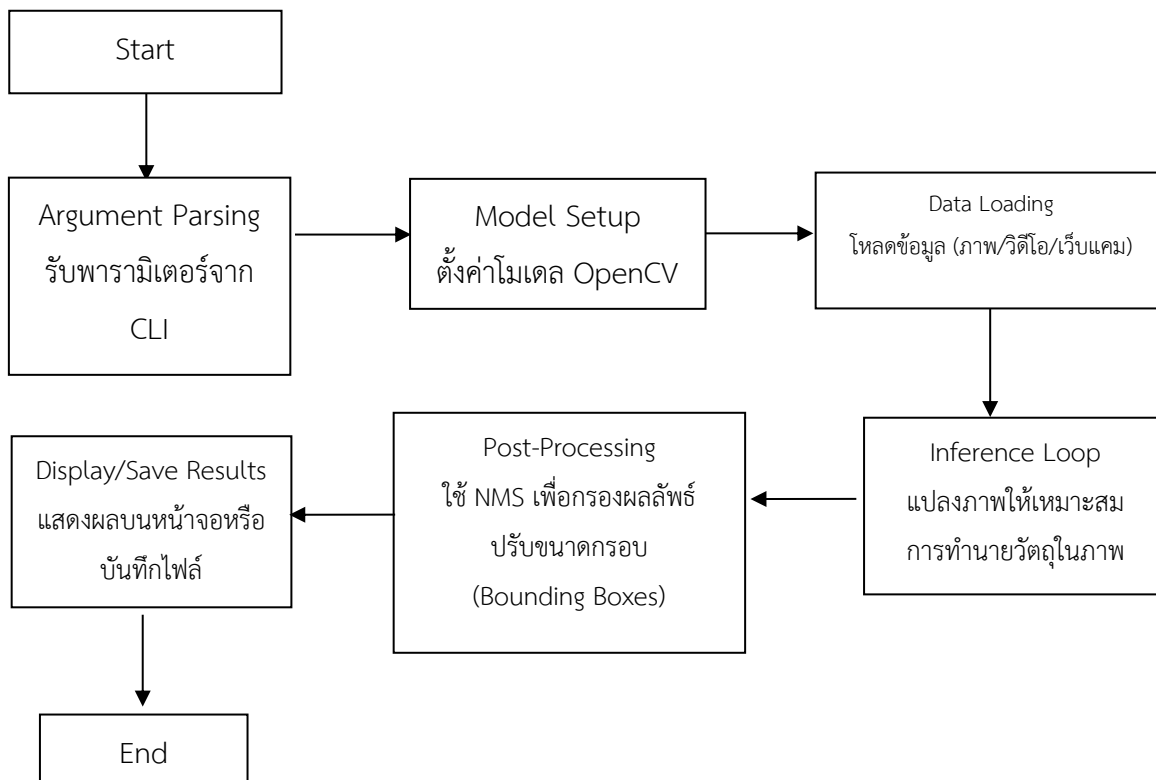 Start
Argument Parsing
รับพารามิเตอร์จาก
CLI
Model Setup
ตั้งค่าโมเดล OpenCV
Data Loading
โหลดข้อมูล (ภาพ/วิดีโอ/เว็บแคม)
Inference Loop
แปลงภาพให้เหมาะสม
การทำนายวัตถุในภาพ
Post-Processing
ใช้ NMS เพื่อกรองผลลัพธ์
ปรับขนาดกรอบ
(Bounding Boxes)
Display/Save Results
แสดงผลบนหน้าจอหรือ
บันทึกไฟล์
End